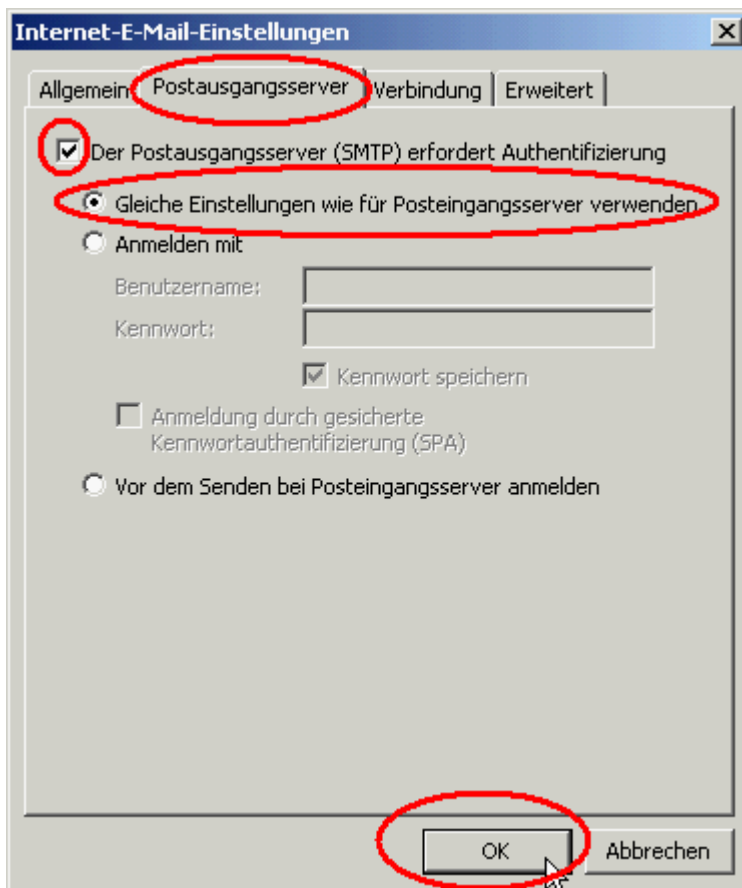 Internet-E-Mail-Einstellungen
Allgemein Postausgangsserver Verbindung Erweitert
Der Postausgangsserver (SMTP) erfordert Authentifizierung
Gleiche Einstellungen wie für Posteingangsserver verwenden
Anmelden mit
Benutzername:
Kennwort:
Kennwort speichern
Anmeldung durch gesicherte
Kennwortauthentifizierung (SPA)
Vor dem Senden bei Posteingangsserver anmelden
OK Abbrechen